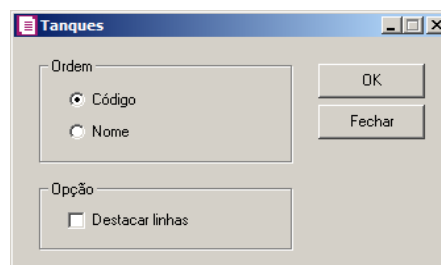 Tanques
Ordem
Código
Nome
OK
Fechar
Opção
Destacar linhas